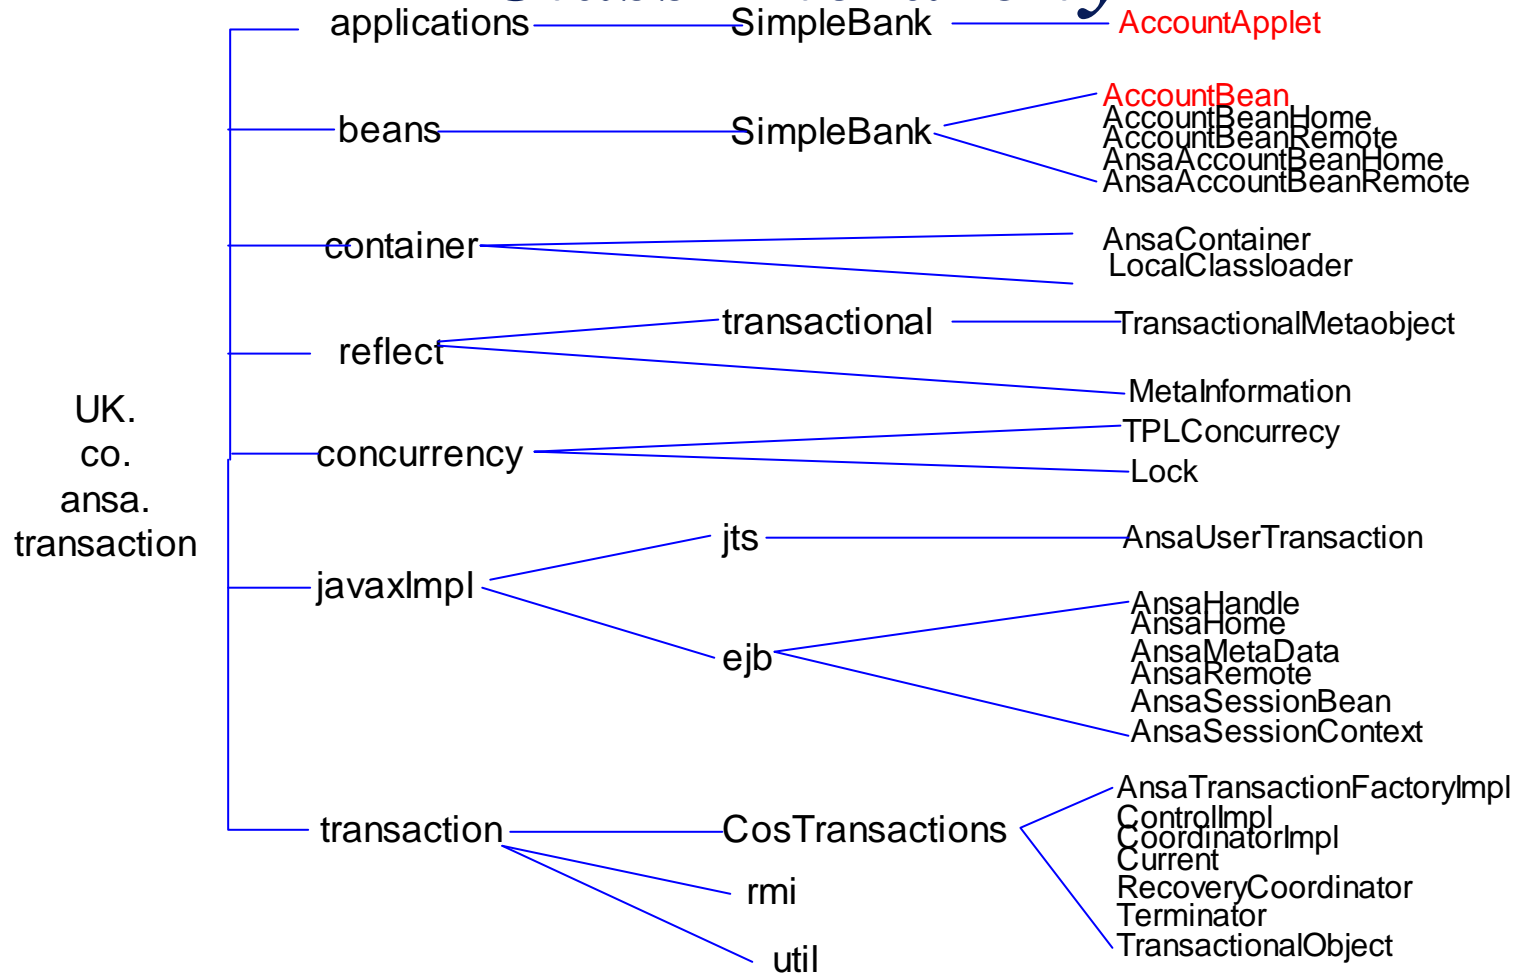 applications SimpleBank AccountApplet
beans SimpleBank AccountBean
AccountBeanHome
AccountBeanRemote
AnsaAccountBeanHome
AnsaAccountBeanRemote
container AnsaContainer
LocalClassloader
reflect transactional TransactionalMetaobject
MetaInformation
UK.
co.
ansa.
transaction
concurrency TPLConcurrecy
Lock
javaxImpl jts AnsaUserTransaction
ejb AnsaHandle
AnsaHome
AnsaMetaData
AnsaRemote
AnsaSessionBean
AnsaSessionContext
transaction CosTransactions AnsaTransactionFactoryImpl
ControlImpl
CoordinatorImpl
Current
RecoveryCoordinator
Terminator
TransactionalObject
rmi
util